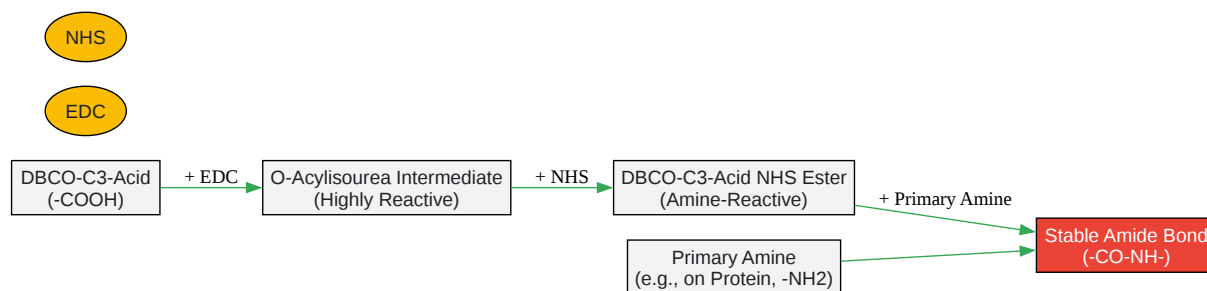 NHS
EDC
DBCO-C3-Acid
(-COOH)
+ EDC
O-Acylisourea Intermediate
(Highly Reactive)
+ NHS
DBCO-C3-Acid NHS Ester
(Amine-Reactive)
+ Primary Amine
Primary Amine
(e.g., on Protein, -NH2)
Stable Amide Bond
(-CO-NH-)